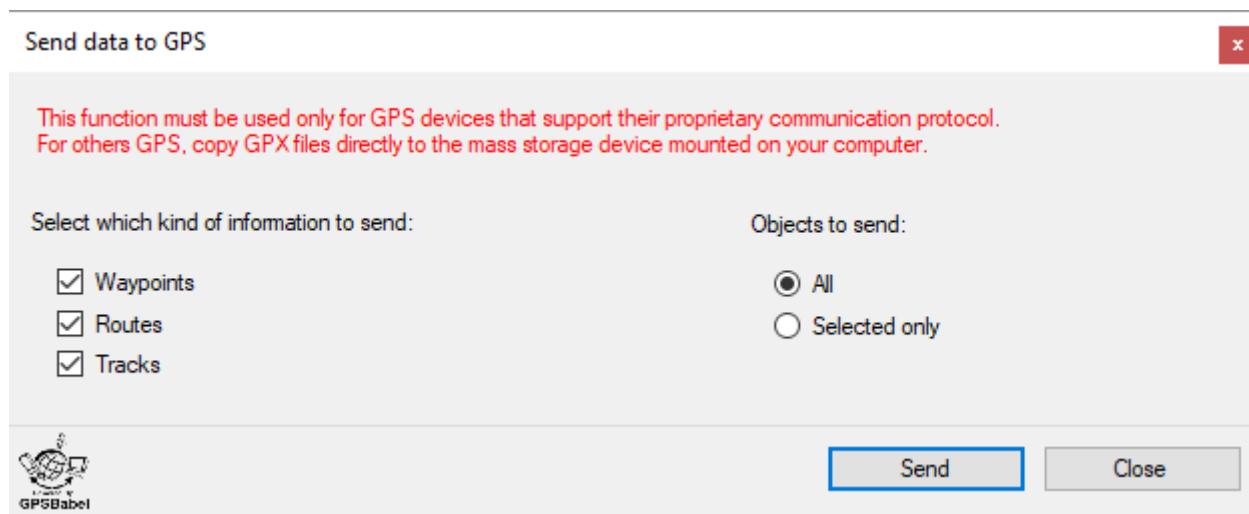 Send data to GPS
x
This function must be used only for GPS devices that support their proprietary communication protocol.
For others GPS, copy GPX files directly to the mass storage device mounted on your computer.
Select which kind of information to send:
Objects to send:
Waypoints
All
Routes
Selected only
Tracks
Send
Close
GPSBabel